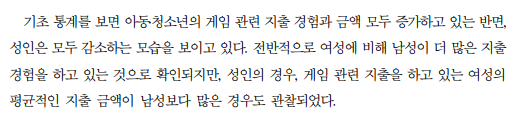 기초 통계를 보면 아동청소년의 게임 관련 지출 경험과 금액 모두 증가하고 있는 반면,
성인은 모두 감소하는 모습을 보이고 있다. 전반적으로 여성에 비해 남성이 더 많은 지출
경험을 하고 있는 것으로 확인되지만, 성인의 경우, 게임 관련 지출을 하고 있는 여성의
평균적인 지출 금액이 남성보다 많은 경우도 관찰되었다.